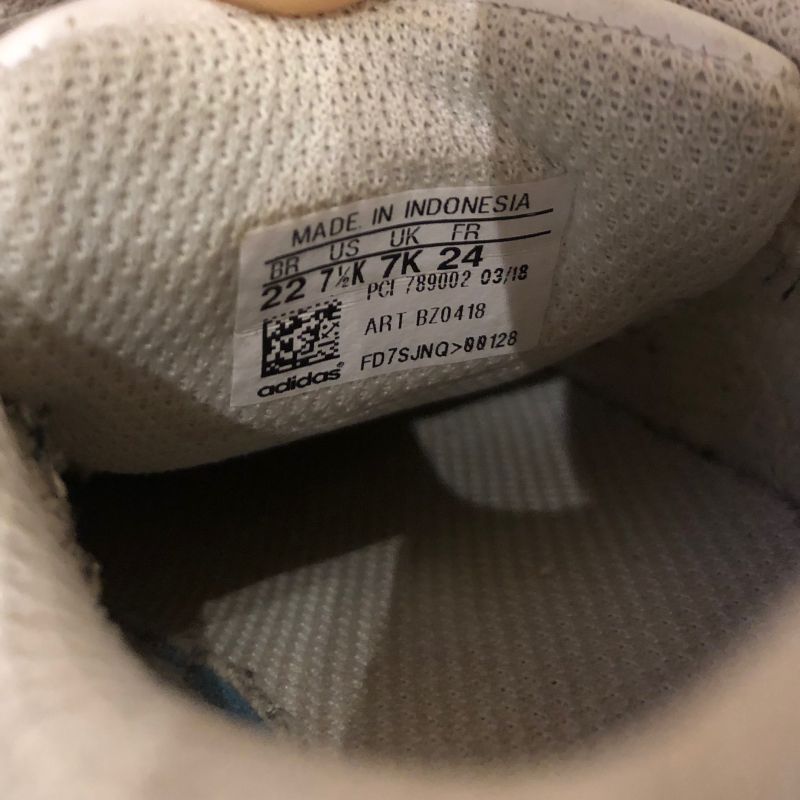 MADE IN INDONESIA
BR US UK FR
22 7½K 7K 24
PCI 789002 03/18
ART BZ0418
FD7SJNQ>00128
adidas®